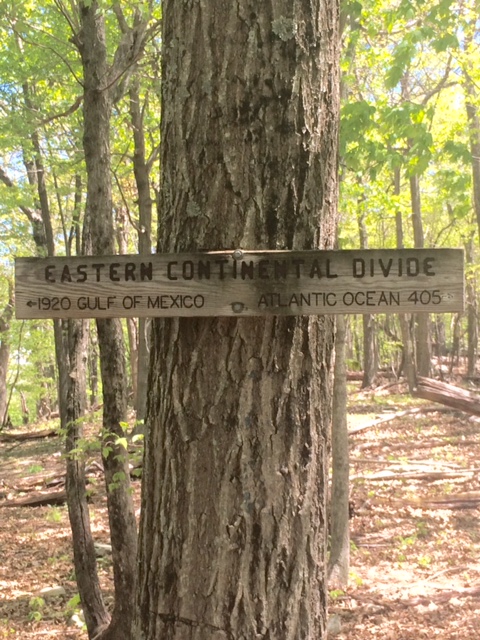 EASTERN CONTINENTAL DIVIDE
←1920 GULF OF MEXICO ATLANTIC OCEAN 405→